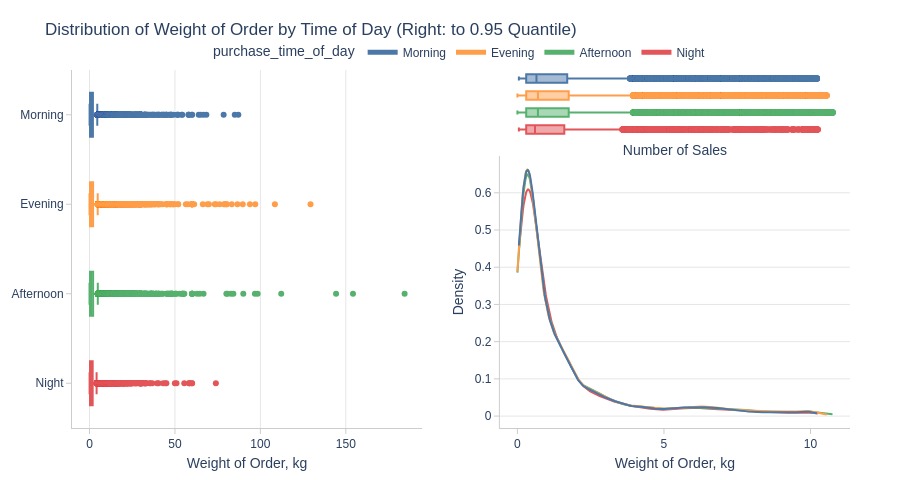 Distribution of Weight of Order by Time of Day (Right: to 0.95 Quantile)
purchase_time_of_day Morning Evening Afternoon Night
Morning
Evening
Afternoon
Night
0 50 100 150
Weight of Order, kg
Number of Sales
0.6
0.5
0.4
0.3
0.2
0.1
0
Density
0 5 10
Weight of Order, kg